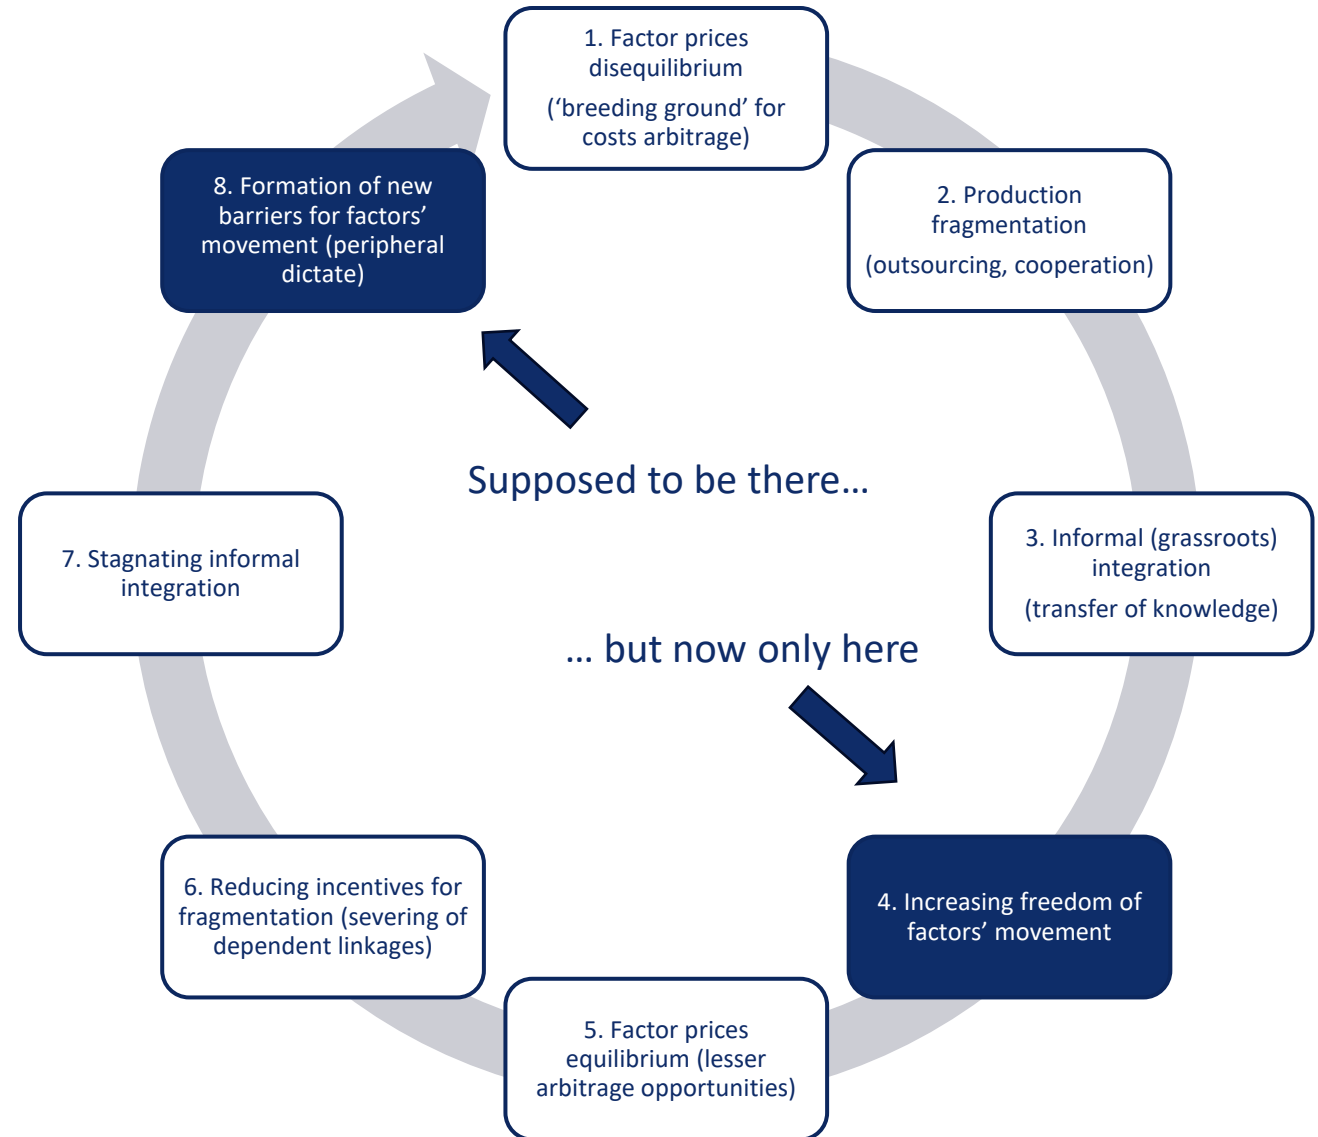 1. Factor prices
disequilibrium
(‘breeding ground’ for
costs arbitrage)
2. Production
fragmentation
(outsourcing, cooperation)
3. Informal (grassroots)
integration
(transfer of knowledge)
4. Increasing freedom of
factors’ movement
5. Factor prices
equilibrium (lesser
arbitrage opportunities)
6. Reducing incentives for
fragmentation (severing of
dependent linkages)
7. Stagnating informal
integration
8. Formation of new
barriers for factors’
movement (peripheral
dictate)
Supposed to be there…
… but now only here